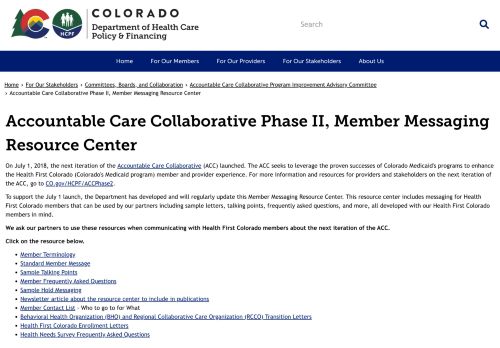 COLORADO
Department of Health Care
Policy & Financing
HCPF
Search
Home For Our Members For Our Providers For Our Stakeholders About Us
Home › For Our Stakeholders › Committees, Boards, and Collaboration › Accountable Care Collaborative Program Improvement Advisory Committee
› Accountable Care Collaborative Phase II, Member Messaging Resource Center
Accountable Care Collaborative Phase II, Member Messaging
Resource Center
On July 1, 2018, the next iteration of the Accountable Care Collaborative (ACC) launched. The ACC seeks to leverage the proven successes of Colorado Medicaid's programs to enhance
the Health First Colorado (Colorado's Medicaid program) member and provider experience. For more information and resources for providers and stakeholders on the next iteration of
the ACC, go to CO.gov/HCPF/ACCPhase2.
To support the July 1 launch, the Department has developed and will regularly update this Member Messaging Resource Center. This resource center includes messaging for Health
First Colorado members that can be used by our partners including sample letters, talking points, frequently asked questions, and more, all developed with our Health First Colorado
members in mind.
We ask our partners to use these resources when communicating with Health First Colorado members about the next iteration of the ACC.
Click on the resource below.
• Member Terminology
• Standard Member Message
• Sample Talking Points
• Member Frequently Asked Questions
• Sample Hold Messaging
• Newsletter article about the resource center to include in publications
• Member Contact List – Who to go to for What
• Behavioral Health Organization (BHO) and Regional Collaborative Care Organization (RCCO) Transition Letters
• Health First Colorado Enrollment Letters
• Health Needs Survey Frequently Asked Questions